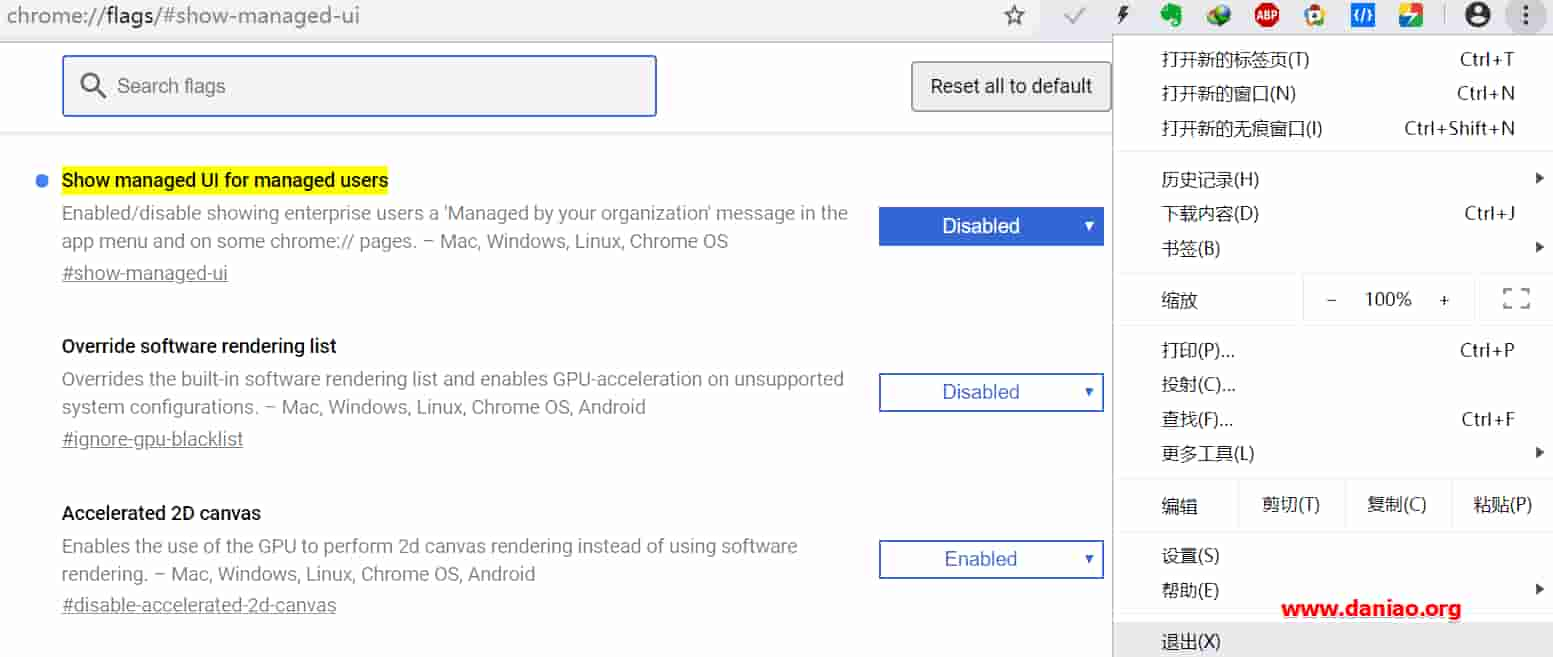 chrome://flags/#show-managed-ui
ABP
Search flags
Reset all to default
Show managed UI for managed users
Enabled/disable showing enterprise users a 'Managed by your organization' message in the
app menu and on some chrome:// pages. – Mac, Windows, Linux, Chrome OS
#show-managed-ui
Disabled
Override software rendering list
Overrides the built-in software rendering list and enables GPU-acceleration on unsupported
system configurations. – Mac, Windows, Linux, Chrome OS, Android
#ignore-gpu-blacklist
Disabled
Accelerated 2D canvas
Enables the use of the GPU to perform 2d canvas rendering instead of using software
rendering. – Mac, Windows, Linux, Chrome OS, Android
#disable-accelerated-2d-canvas
Enabled
打开新的标签页(T) Ctrl+T
打开新的窗口(N) Ctrl+N
打开新的无痕窗口(I) Ctrl+Shift+N
历史记录(H)
下载内容(D) Ctrl+J
书签(B)
缩放 − 100% +
打印(P)... Ctrl+P
投射(C)...
查找(F)... Ctrl+F
更多工具(L)
编辑 剪切(T) 复制(C) 粘贴(P)
设置(S)
帮助(E)
www.daniao.org
退出(X)